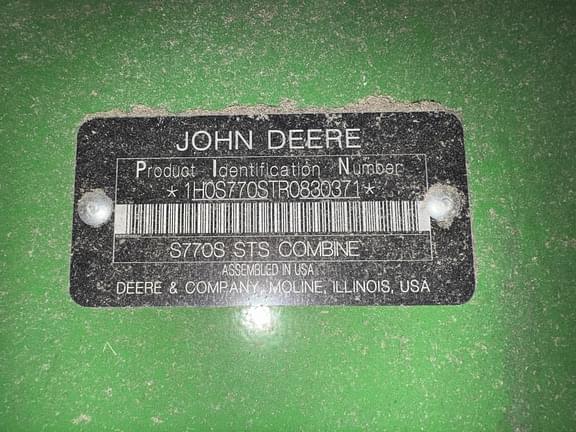 JOHN DEERE
Product Identification Number
*1H0S770STR0830371*
S770S STS COMBINE
ASSEMBLED IN USA
DEERE & COMPANY, MOLINE, ILLINOIS, USA